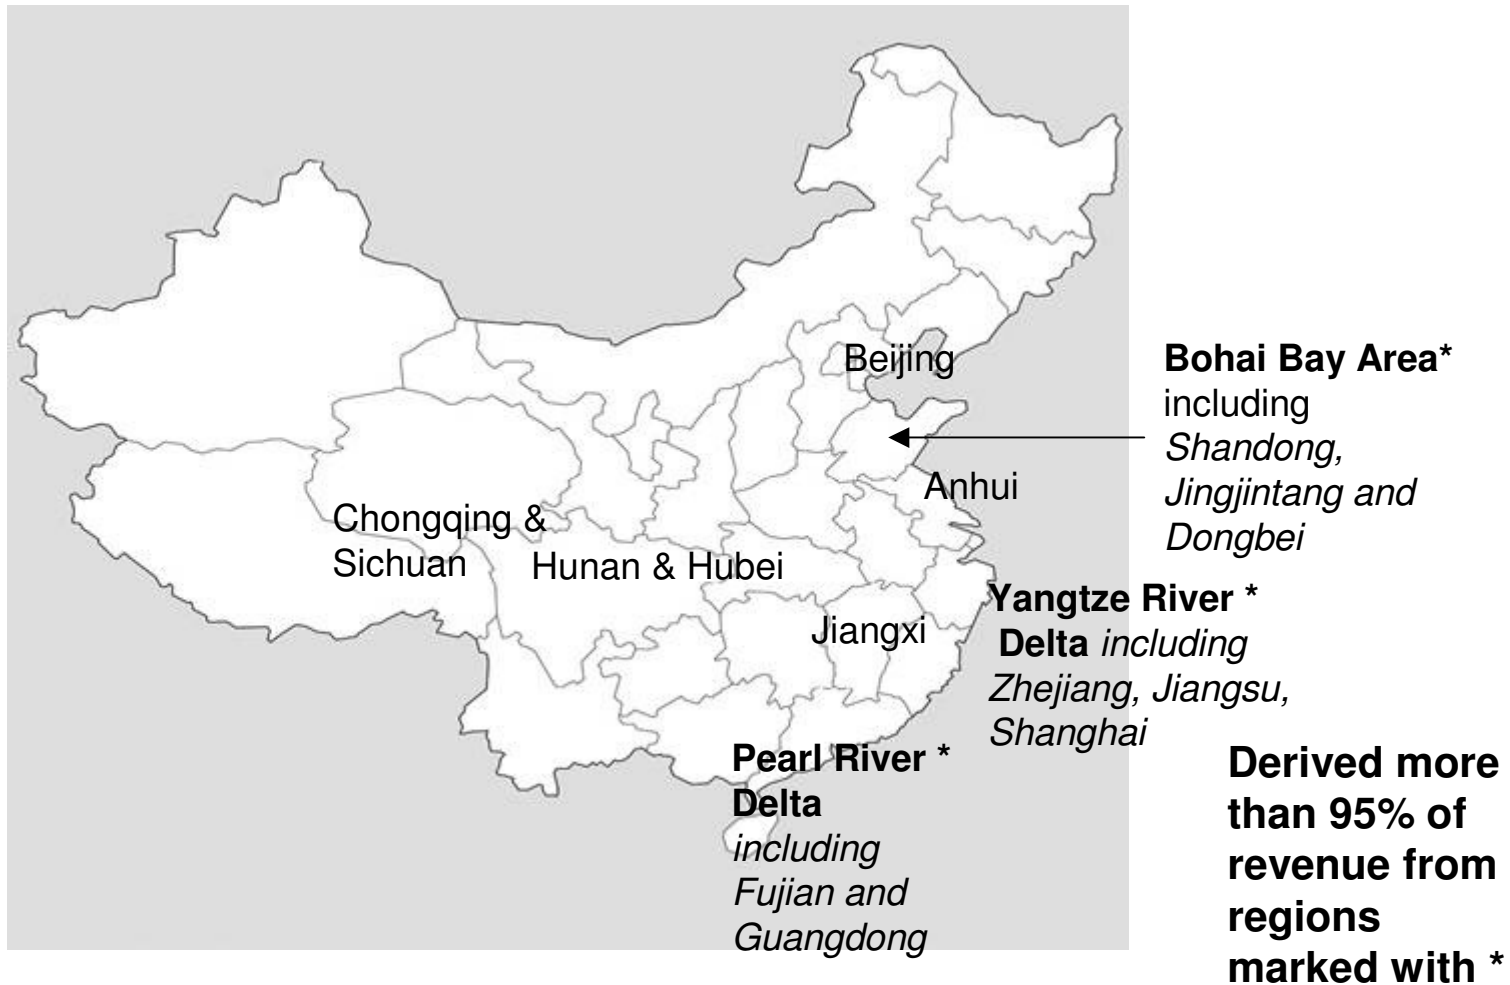 Beijing
Bohai Bay Area*
including
Shandong,
Jingjintang and
Dongbei
Anhui
Chongqing &
Sichuan
Hunan & Hubei
Jiangxi
Yangtze River *
Delta including
Zhejiang, Jiangsu,
Shanghai
Pearl River *
Delta
including
Fujian and
Guangdong
Derived more
than 95% of
revenue from
regions
marked with *